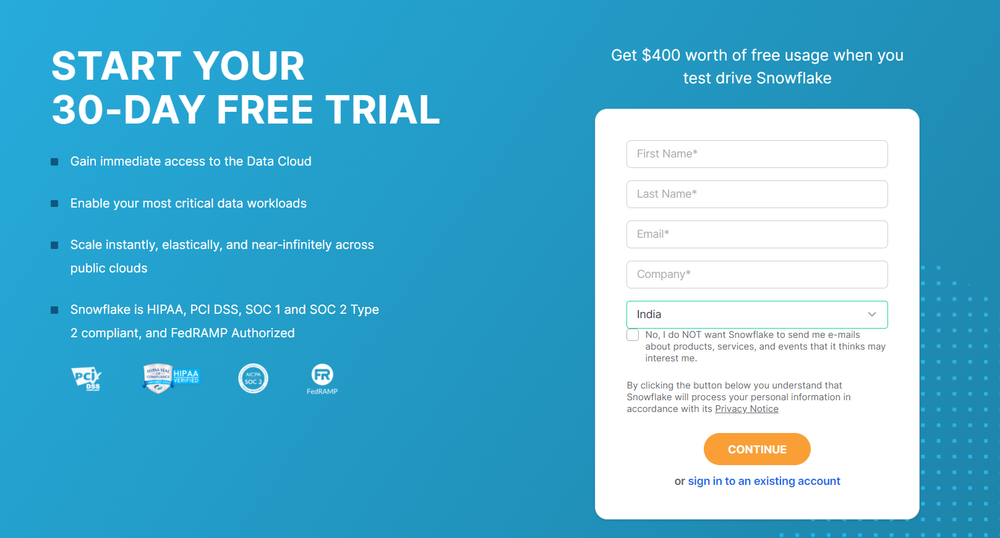 START YOUR
30-DAY FREE TRIAL
Gain immediate access to the Data Cloud
Enable your most critical data workloads
Scale instantly, elastically, and near-infinitely across
public clouds
Snowflake is HIPAA, PCI DSS, SOC 1 and SOC 2 Type
2 compliant, and FedRAMP Authorized
PCI
DSS
COMPLIANT
HIPAA SEAL
OF
COMPLIANCE
HIPAA
VERIFIED
AICPA
SOC 2
FR
FedRAMP
Get $400 worth of free usage when you
test drive Snowflake
First Name*
Last Name*
Email*
Company*
India
No, I do NOT want Snowflake to send me e-mails
about products, services, and events that it thinks may
interest me.
By clicking the button below you understand that
Snowflake will process your personal information in
accordance with its Privacy Notice
CONTINUE
or sign in to an existing account